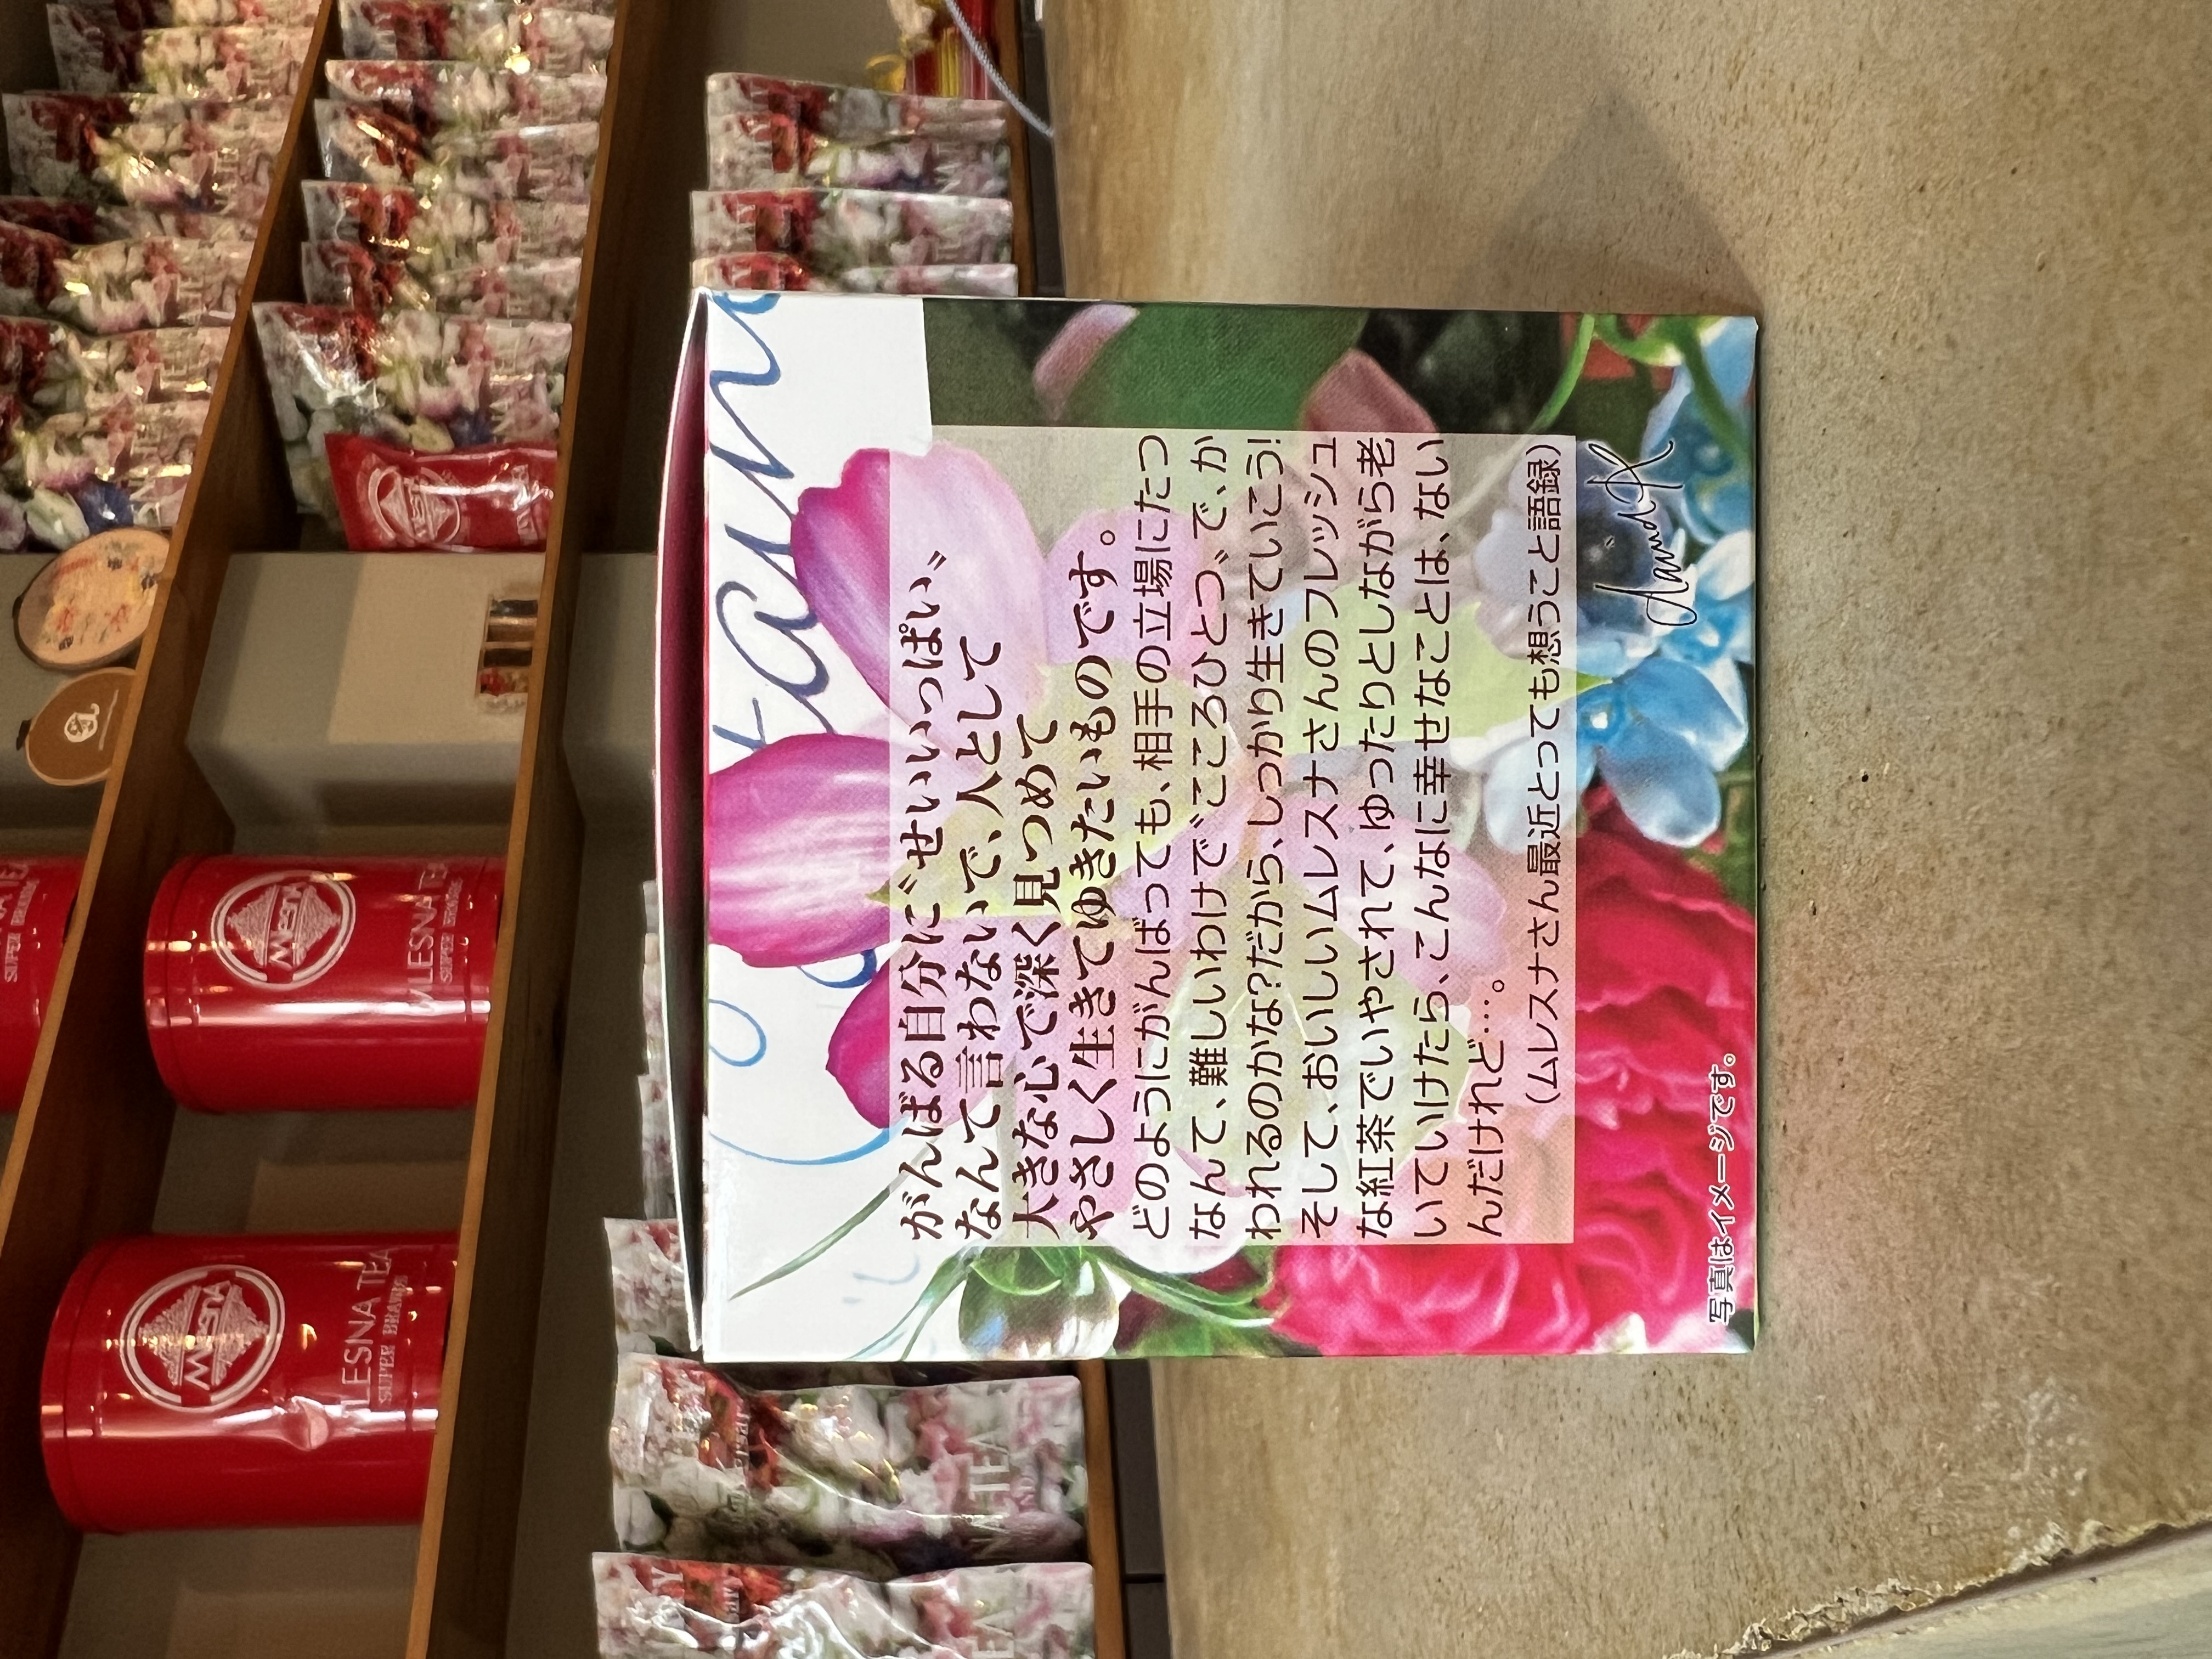 がんばる自分に〝せいいっぱい〟
なんて言わないで、人として
大きな心で深く見つめて
やさしく生きてゆきたいものです。
どのようにがんばっても、相手の立場にたつ
なんて、難しいわけで〝こころひとつ〟で、か
われるのかな?だから、しっかり生きていこう!
そして、おいしいムレスナさんのフレッシュ
な紅茶でいやされて、ゆったりとしながら老
いていけたら、こんなに幸せなことは、ない
んだけれど…。
(ムレスナさん最近とっても想うこと語録)
写真はイメージです。
MLESNA
MLESNA TEA
SUPER BRANDS
MLESNA
MLESNA TEA
SUPER BRANDS
SUPER BRANDS
TEA